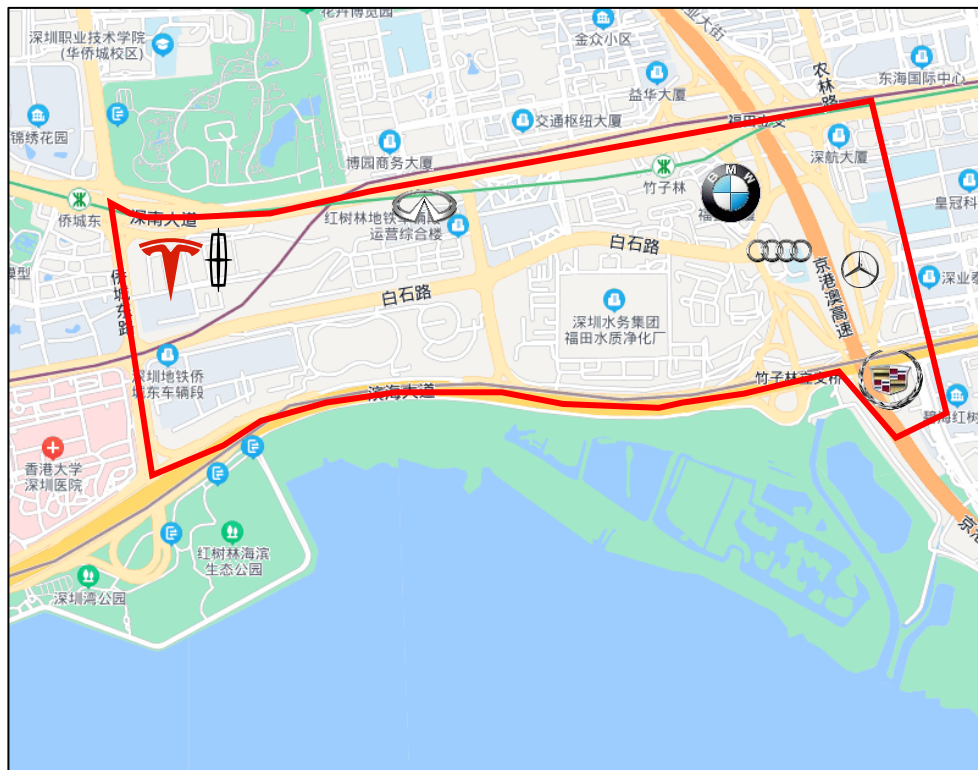 花卉博览园
深圳职业技术学院
(华侨城校区)
金众小区
业大街
农林路
东海国际中心
益华大厦
锦绣花园
交通枢纽大厦
福田立交
博园商务大厦
深航大厦
竹子林
皇冠科
侨城东
深南大道
红树林地铁
运营综合楼
BMW
白石路
侨城东路
京港澳高速
深业泰
白石路
深圳水务集团
福田水质净化厂
深圳地铁侨
城东车辆段
滨海大道
竹子林立交桥
碧海红树
香港大学
深圳医院
红树林海滨
生态公园
深圳湾公园
京港